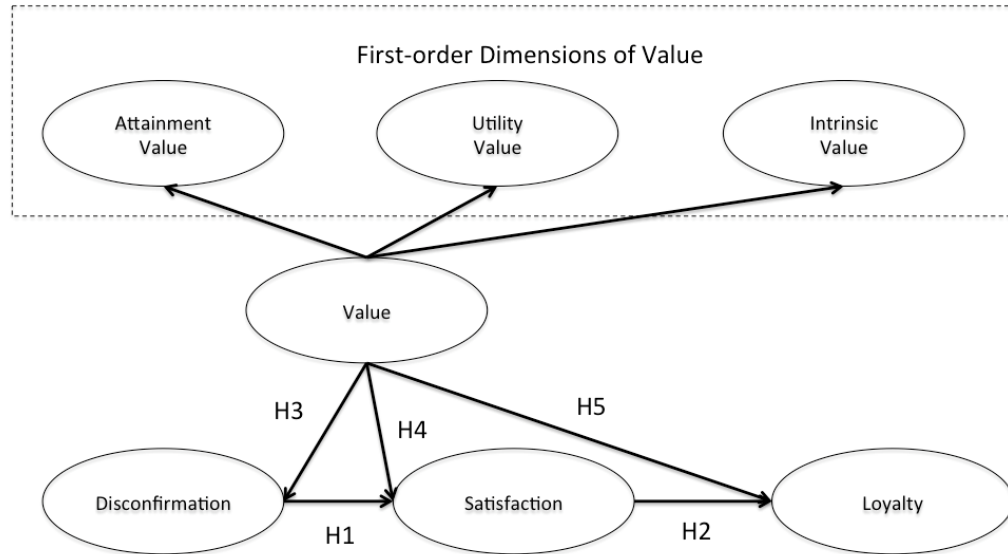 First-order Dimensions of Value
Attainment
Value
Utility
Value
Intrinsic
Value
Value
H3
H4
H5
Disconfirmation
Satisfaction
Loyalty
H1
H2